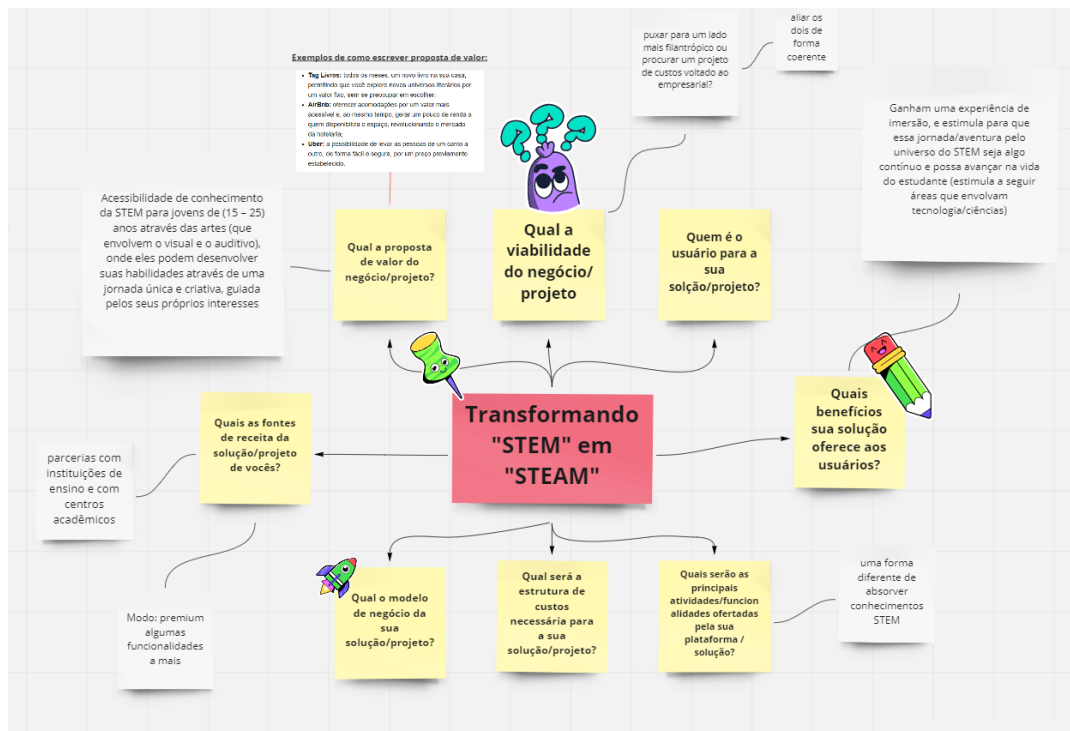 puxar para um lado
mais filantrópico ou
procurar um projeto
de custos voltado ao
empresarial?
aliar os
dois de
forma
coerente
Exemplos de como escrever proposta de valor:
• Tag Livros: todos os meses, um novo livro na sua casa,
permitindo que você explore novos universos literários por
um valor fixo, sem se preocupar em escolher;
• AirBnb: oferecer acomodações por um valor mais
acessível e, ao mesmo tempo, gerar um pouco de renda a
quem disponibiliza o espaço, revolucionando o mercado
da hotelaria;
• Uber: a possibilidade de levar as pessoas de um canto a
outro, de forma fácil e segura, por um preço previamente
estabelecido.
Ganham uma experiência de
imersão, e estimula para que
essa jornada/aventura pelo
universo do STEM seja algo
contínuo e possa avançar na vida
do estudante (estimula a seguir
áreas que envolvam
tecnologia/ciências)
Acessibilidade de conhecimento
da STEM para jovens de (15 – 25)
anos através das artes (que
envolvem o visual e o auditivo),
onde eles podem desenvolver
suas habilidades através de uma
jornada única e criativa, guiada
pelos seus próprios interesses
Qual a proposta
de valor do
negócio/projeto?
Qual a
viabilidade
do negócio/
projeto
Quem é o
usuário para a
sua
solção/projeto?
Transformando
"STEM" em
"STEAM"
Quais
benefícios
sua solução
oferece aos
usuários?
Quais as fontes
de receita da
solução/projeto
de vocês?
parcerias com
instituições de
ensino e com
centros
acadêmicos
Modo: premium
algumas
funcionalidades
a mais
Qual o modelo
de negócio da
sua
solução/projeto?
Qual será a
estrutura de
custos
necessária para
a sua
solução/projeto?
Quais serão as
principais
atividades/funcion
alidades ofertadas
pela sua
plataforma /
solução?
uma forma
diferente de
absorver
conhecimentos
STEM